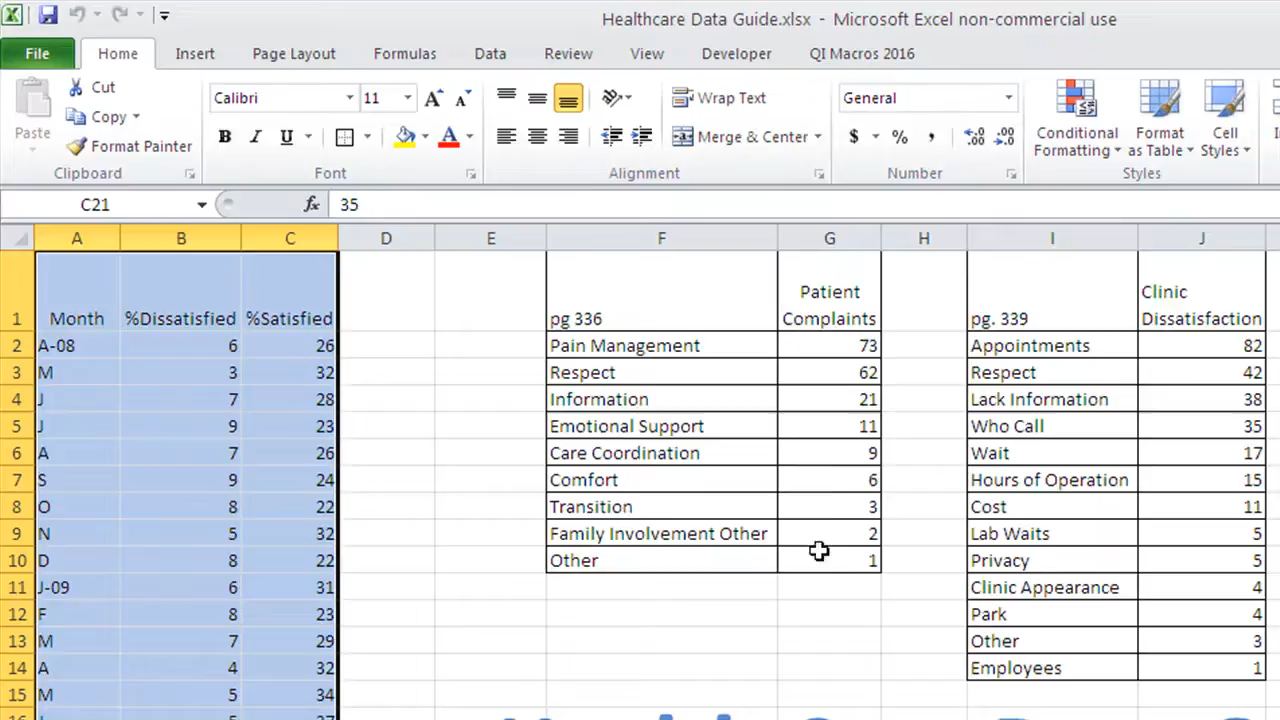 Healthcare Data Guide.xlsx - Microsoft Excel non-commercial use
File Home Insert Page Layout Formulas Data Review View Developer QI Macros 2016
Paste
Cut
Copy
Format Painter
Calibri 11 A A
B I U A
Wrap Text
Merge & Center
General
$ % ,
Conditional Formatting
Format as Table
Cell Styles
Clipboard Font Alignment Number Styles
C21 fx 35
A B C D E F G H I J
1 Month %Dissatisfied %Satisfied pg 336 Patient Complaints pg. 339 Clinic Dissatisfaction
2 A-08 6 26 Pain Management 73 Appointments 82
3 M 3 32 Respect 62 Respect 42
4 J 7 28 Information 21 Lack Information 38
5 J 9 23 Emotional Support 11 Who Call 35
6 A 7 26 Care Coordination 9 Wait 17
7 S 9 24 Comfort 6 Hours of Operation 15
8 O 8 22 Transition 3 Cost 11
9 N 5 32 Family Involvement Other 2 Lab Waits 5
10 D 8 22 Other 1 Privacy 5
11 J-09 6 31 Clinic Appearance 4
12 F 8 23 Park 4
13 M 7 29 Other 3
14 A 4 32 Employees 1
15 M 5 34